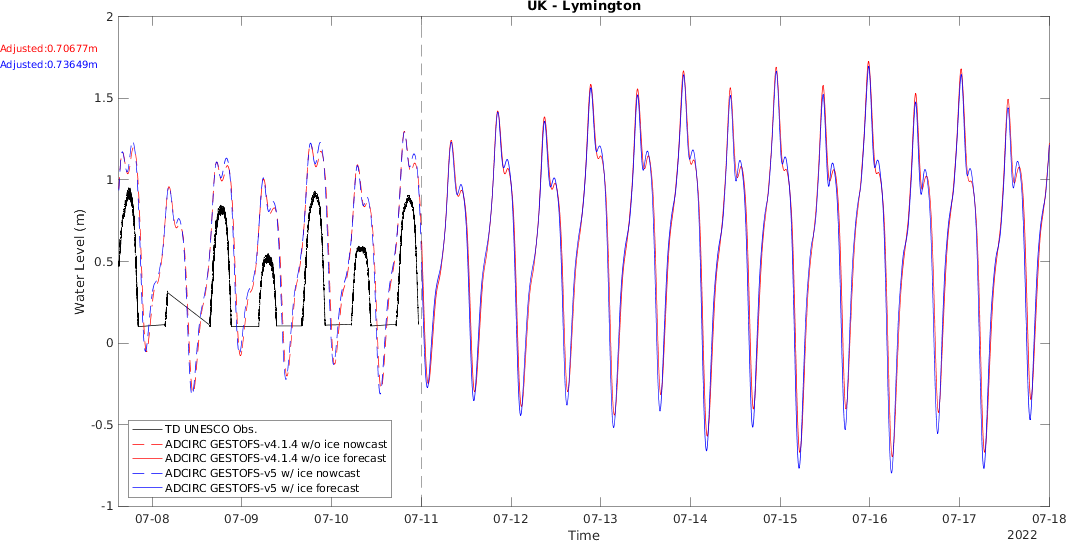 UK - Lymington
Adjusted:0.70677m
Adjusted:0.73649m
2
1.5
1
0.5
0
-0.5
-1
Water Level (m)
TD UNESCO Obs.
ADCIRC GESTOFS-v4.1.4 w/o ice nowcast
ADCIRC GESTOFS-v4.1.4 w/o ice forecast
ADCIRC GESTOFS-v5 w/ ice nowcast
ADCIRC GESTOFS-v5 w/ ice forecast
07-08 07-09 07-10 07-11 07-12 07-13 07-14 07-15 07-16 07-17 07-18
Time
2022